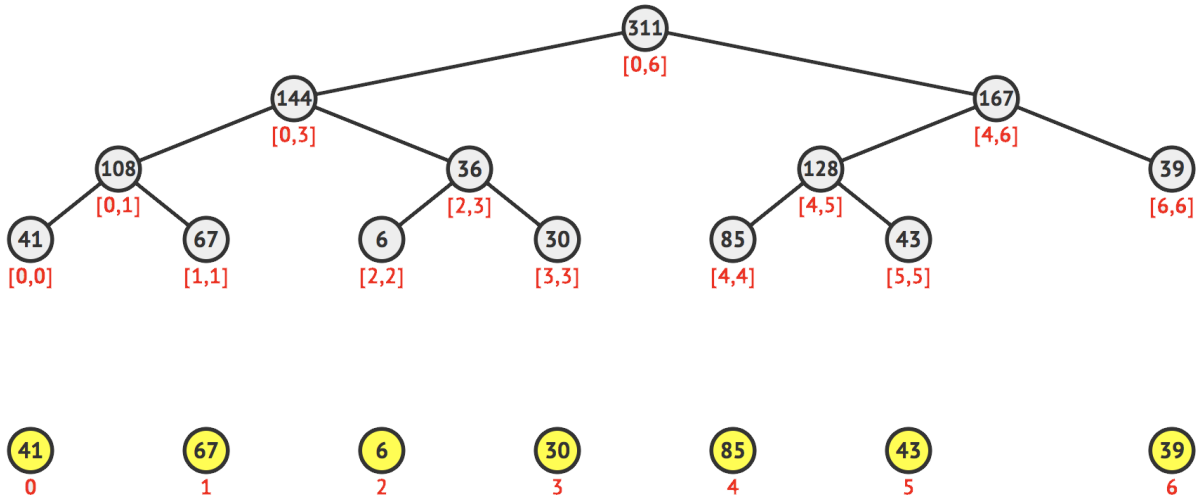 311
[0,6]
144 167
[0,3] [4,6]
108 36 128 39
[0,1] [2,3] [4,5] [6,6]
41 67 6 30 85 43
[0,0] [1,1] [2,2] [3,3] [4,4] [5,5]
41 67 6 30 85 43 39
0 1 2 3 4 5 6